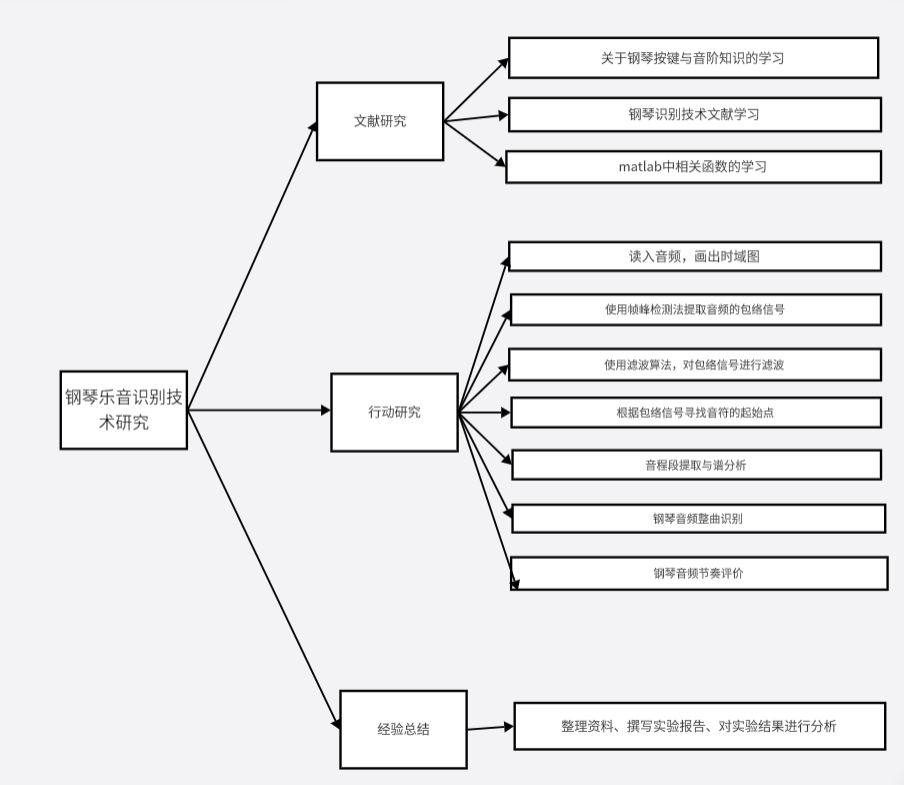 钢琴乐音识别技
术研究
文献研究
关于钢琴按键与音阶知识的学习
钢琴识别技术文献学习
matlab中相关函数的学习
行动研究
读入音频，画出时域图
使用帧峰检测法提取音频的包络信号
使用滤波算法，对包络信号进行滤波
根据包络信号寻找音符的起始点
音程段提取与谱分析
钢琴音频整曲识别
钢琴音频节奏评价
经验总结
整理资料、撰写实验报告、对实验结果进行分析